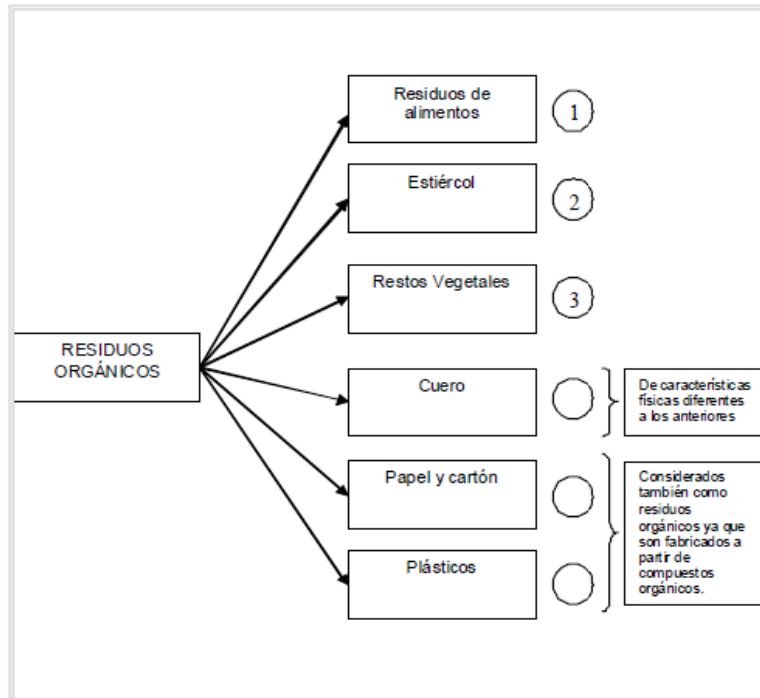 Residuos de
alimentos
1
Estiércol
2
Restos Vegetales
3
RESIDUOS
ORGÁNICOS
Cuero
De características
físicas diferentes
a los anteriores
Papel y cartón
Considerados
también como
residuos
orgánicos ya que
son fabricados a
partir de
compuestos
orgánicos.
Plásticos